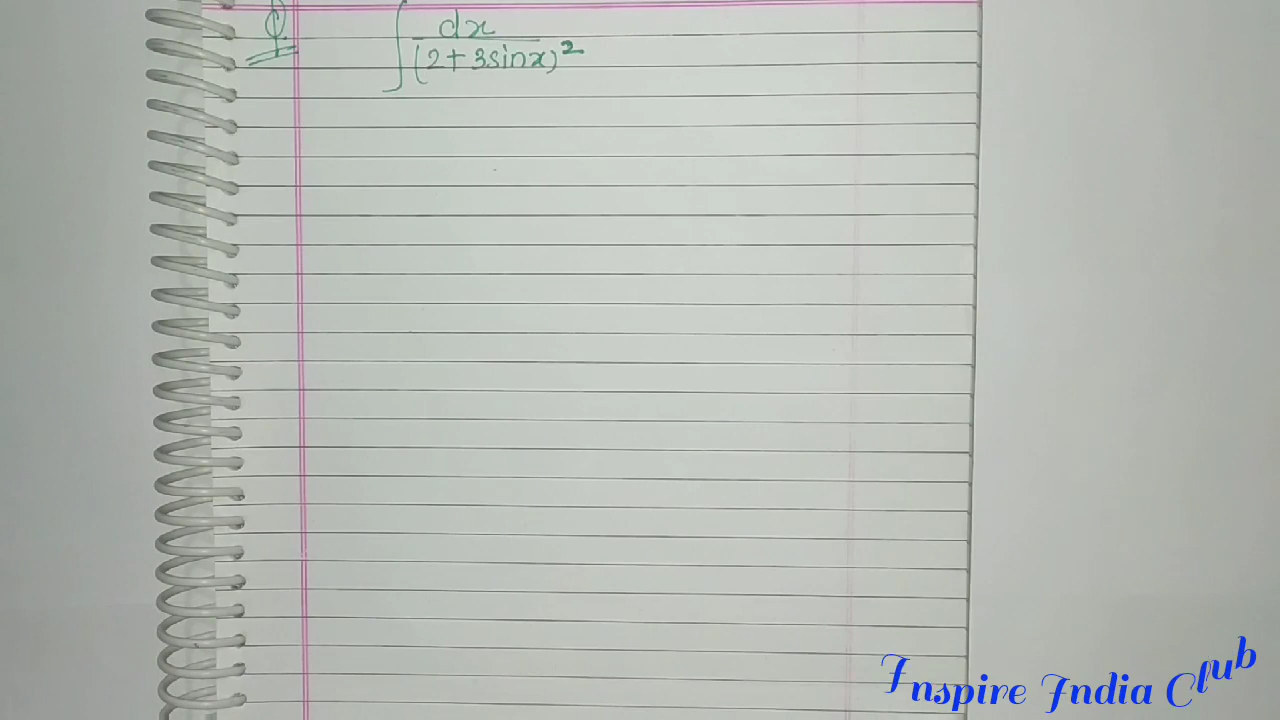 Q ∫ dx
(2+3sinx)²
Inspire India Club